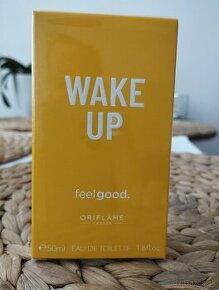 WAKE
UP
feelgood.
ORIFLAME
SWEDEN
℮50ml EAU DE TOILETTE 1.6fl.oz.